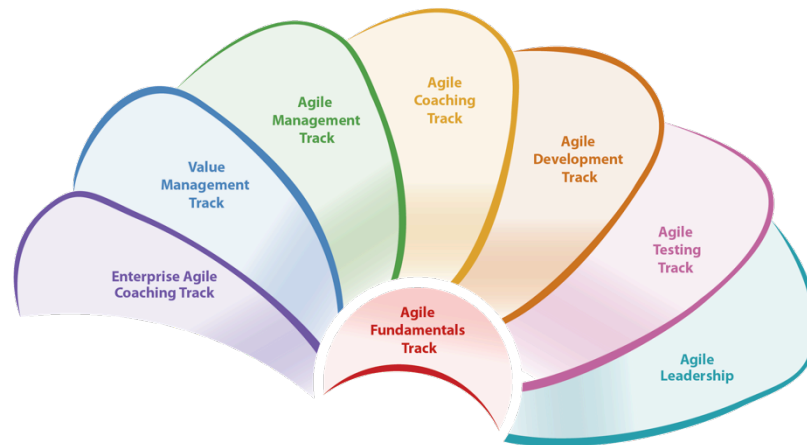 Enterprise Agile
Coaching Track
Value
Management
Track
Agile
Management
Track
Agile
Coaching
Track
Agile
Development
Track
Agile
Testing
Track
Agile
Leadership
Agile
Fundamentals
Track